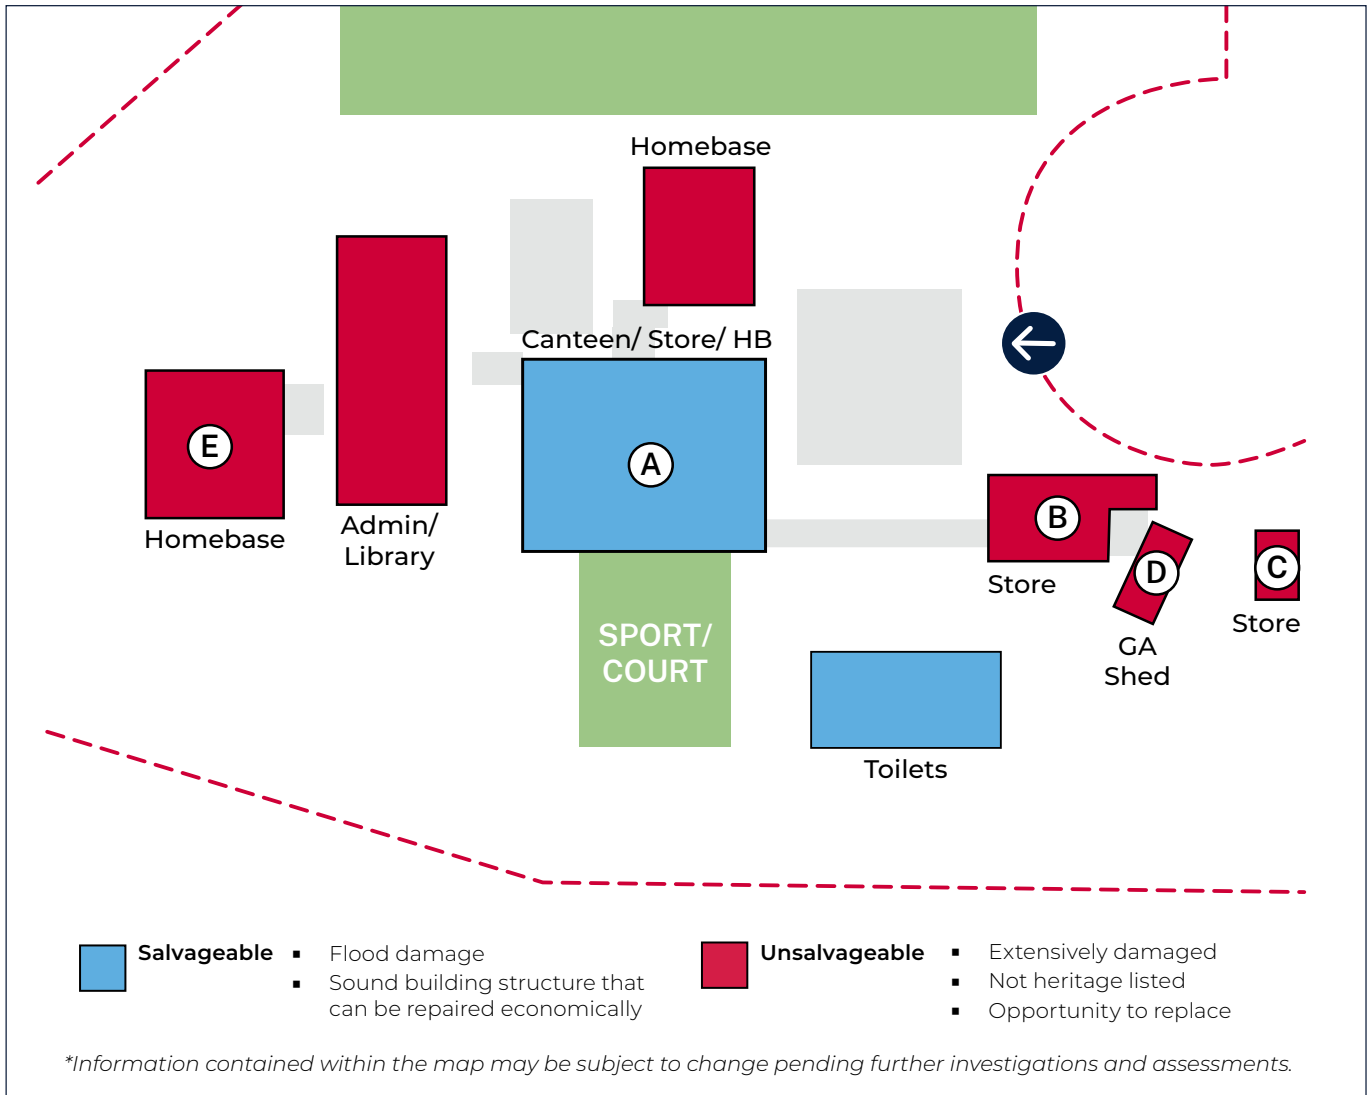 Homebase
Canteen/ Store/ HB
E
A
B
D
C
Homebase
Admin/
Library
Store
Store
GA
Shed
SPORT/
COURT
Toilets
Salvageable
▪ Flood damage
▪ Sound building structure that
can be repaired economically
Unsalvageable
▪ Extensively damaged
▪ Not heritage listed
▪ Opportunity to replace
*Information contained within the map may be subject to change pending further investigations and assessments.